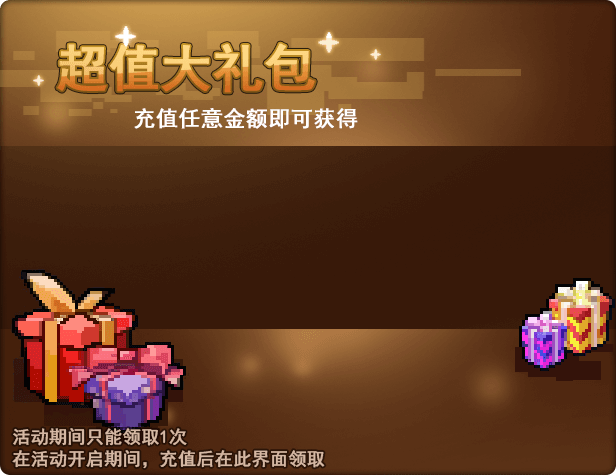 超值大礼包
充值任意金额即可获得
活动期间只能领取1次
在活动开启期间，充值后在此界面领取